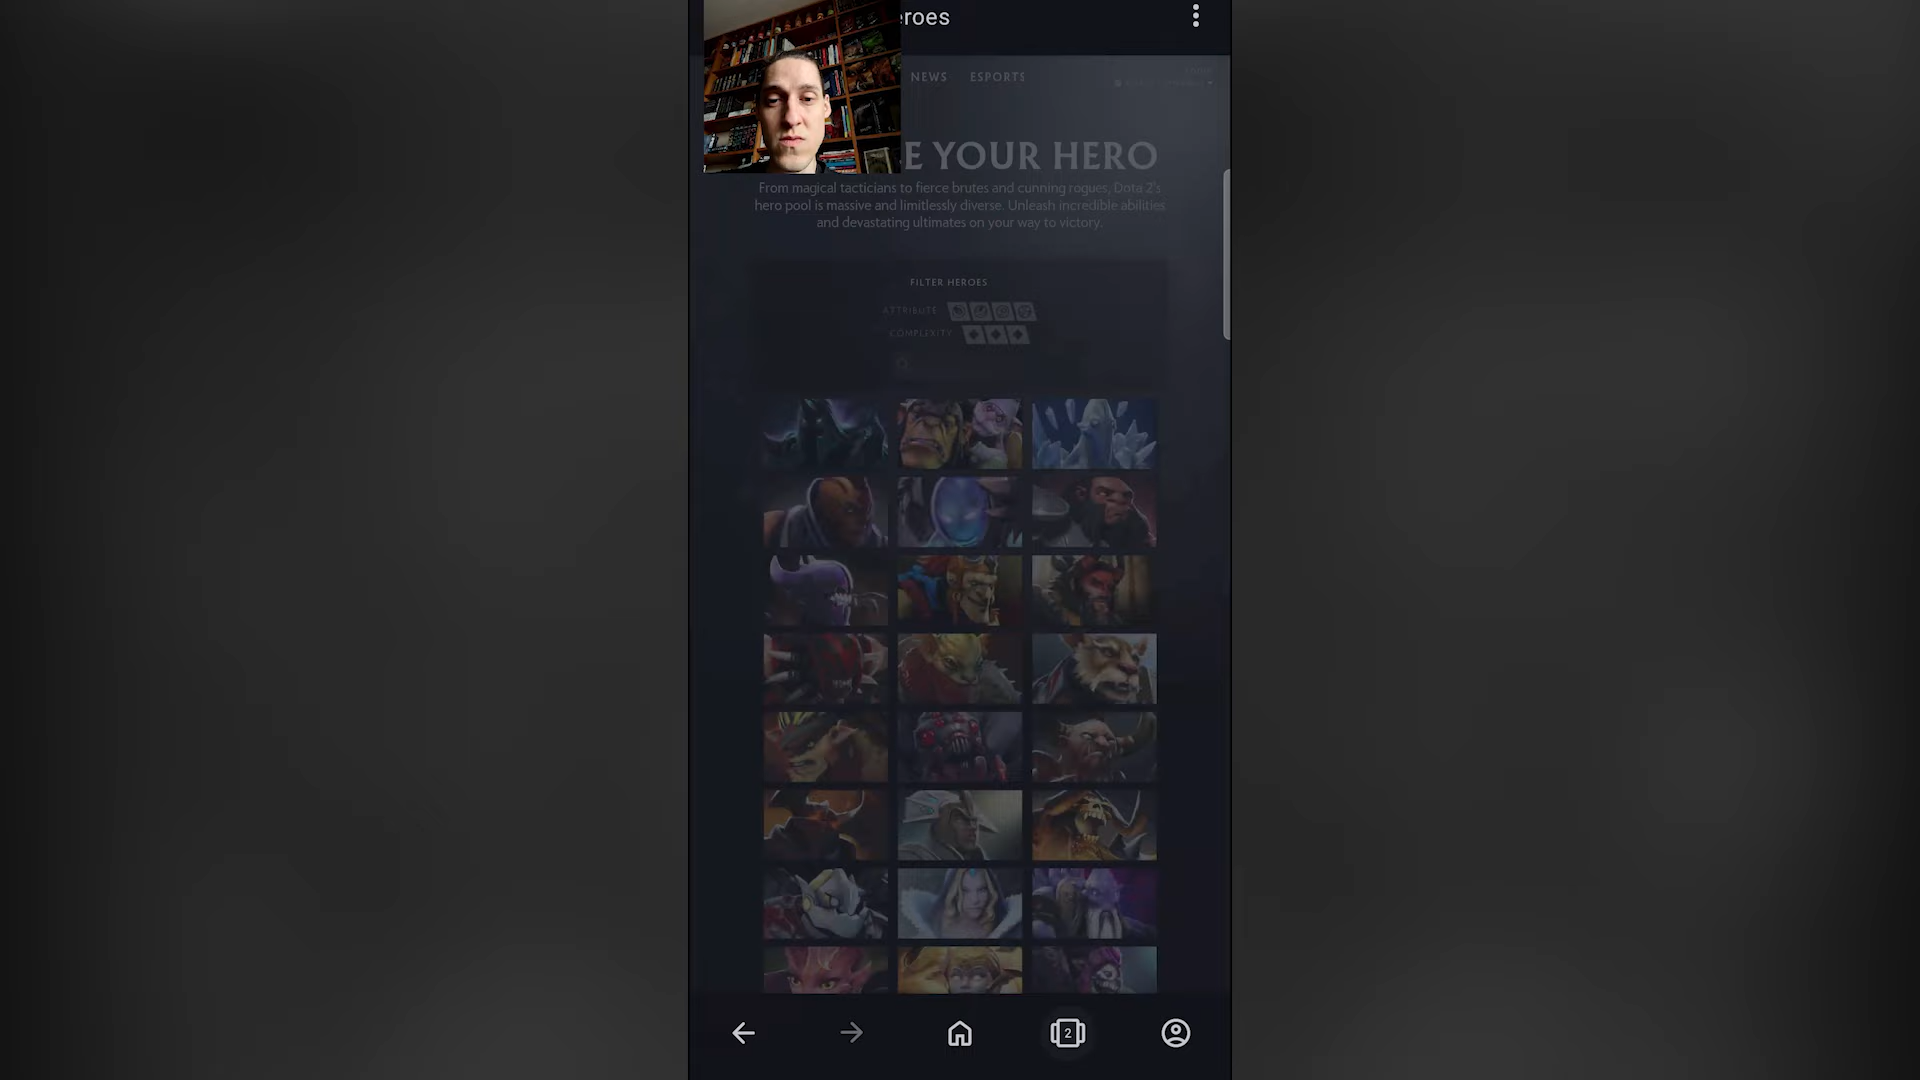 eroes
NEWS ESPORTS
E YOUR HERO
From magical tacticians to fierce brutes and cunning rogues, Dota 2's
hero pool is massive and limitlessly diverse. Unleash incredible abilities
and devastating ultimates on your way to victory.
FILTER HEROES
ATTRIBUTE
COMPLEXITY
2